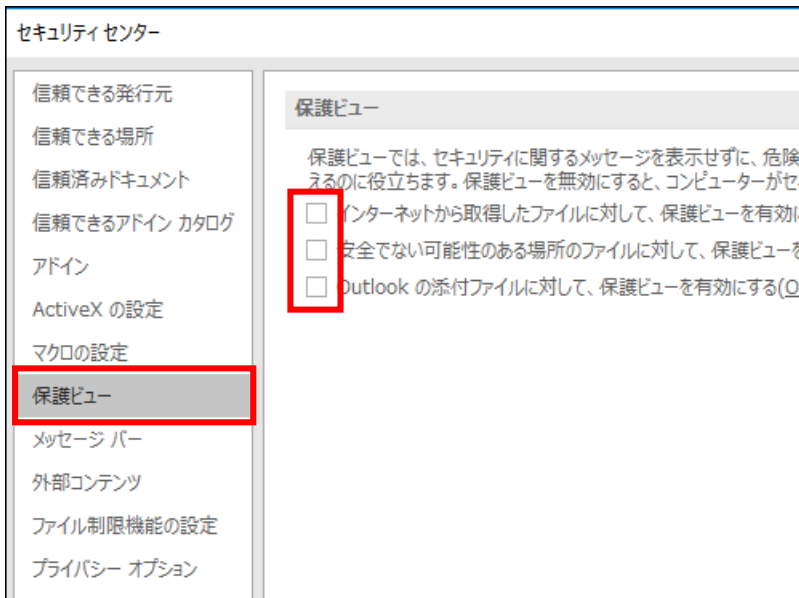 セキュリティ センター
信頼できる発行元
信頼できる場所
信頼済みドキュメント
信頼できるアドイン カタログ
アドイン
ActiveX の設定
マクロの設定
保護ビュー
メッセージ バー
外部コンテンツ
ファイル制限機能の設定
プライバシー オプション
保護ビュー
保護ビューでは、セキュリティに関するメッセージを表示せずに、危険
えるのに役立ちます。保護ビューを無効にすると、コンピューターがセ
インターネットから取得したファイルに対して、保護ビューを有効に
安全でない可能性のある場所のファイルに対して、保護ビューを
Outlook の添付ファイルに対して、保護ビューを有効にする(O